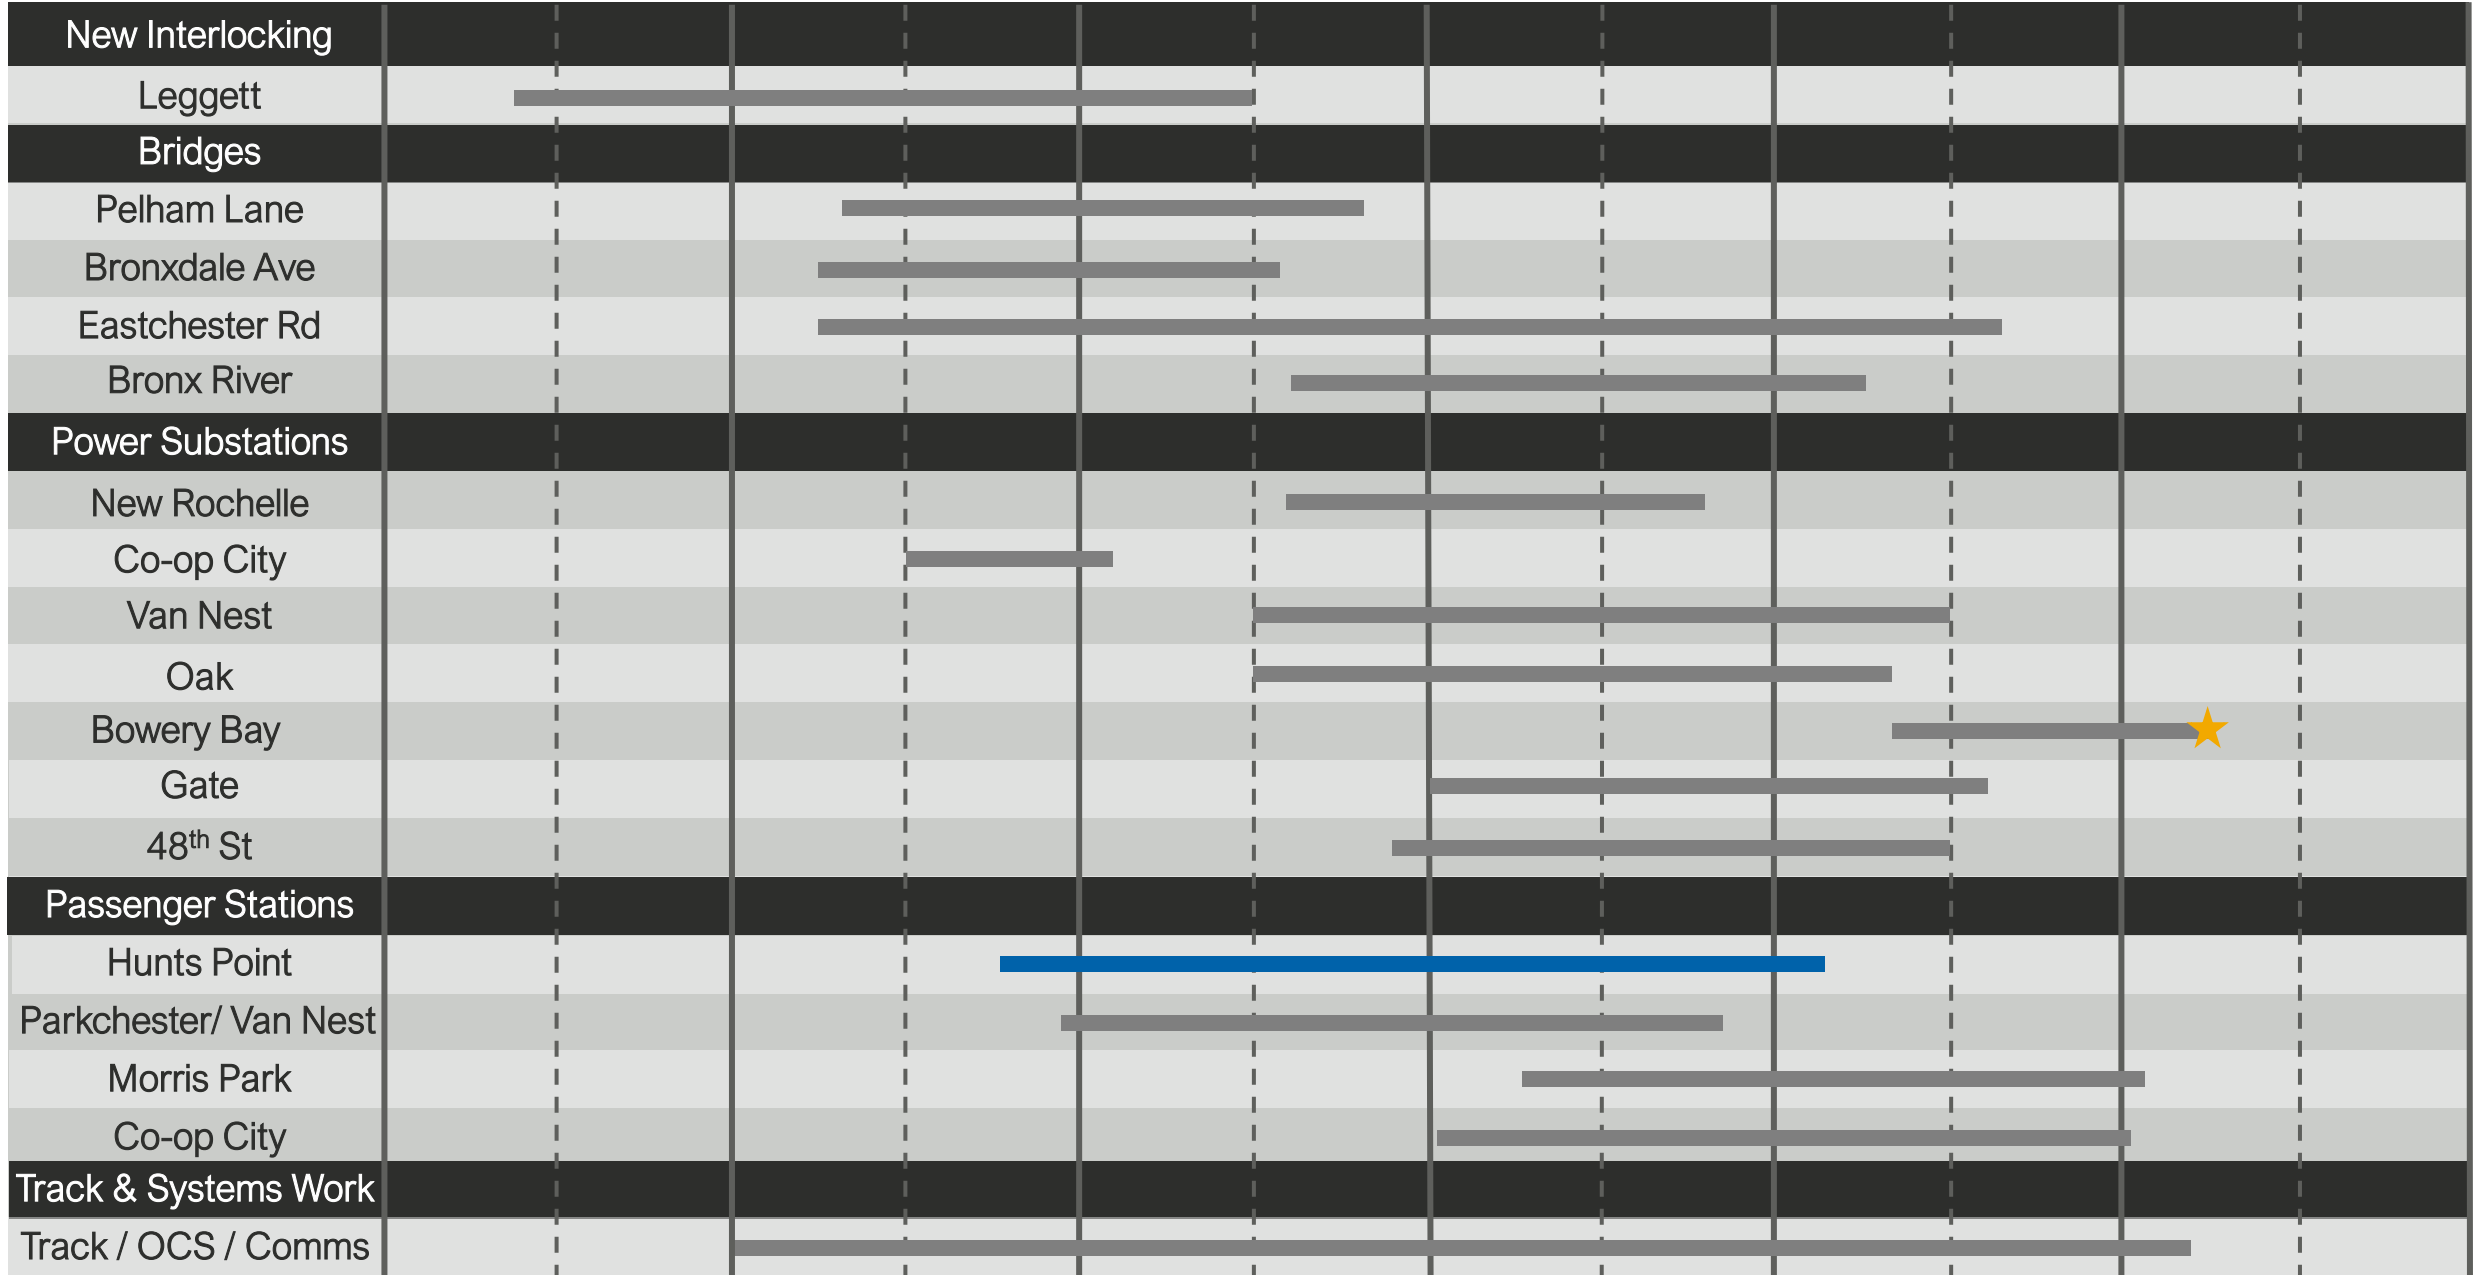 New Interlocking
Leggett
Bridges
Pelham Lane
Bronxdale Ave
Eastchester Rd
Bronx River
Power Substations
New Rochelle
Co-op City
Van Nest
Oak
Bowery Bay
Gate
48th St
Passenger Stations
Hunts Point
Parkchester/ Van Nest
Morris Park
Co-op City
Track & Systems Work
Track / OCS / Comms